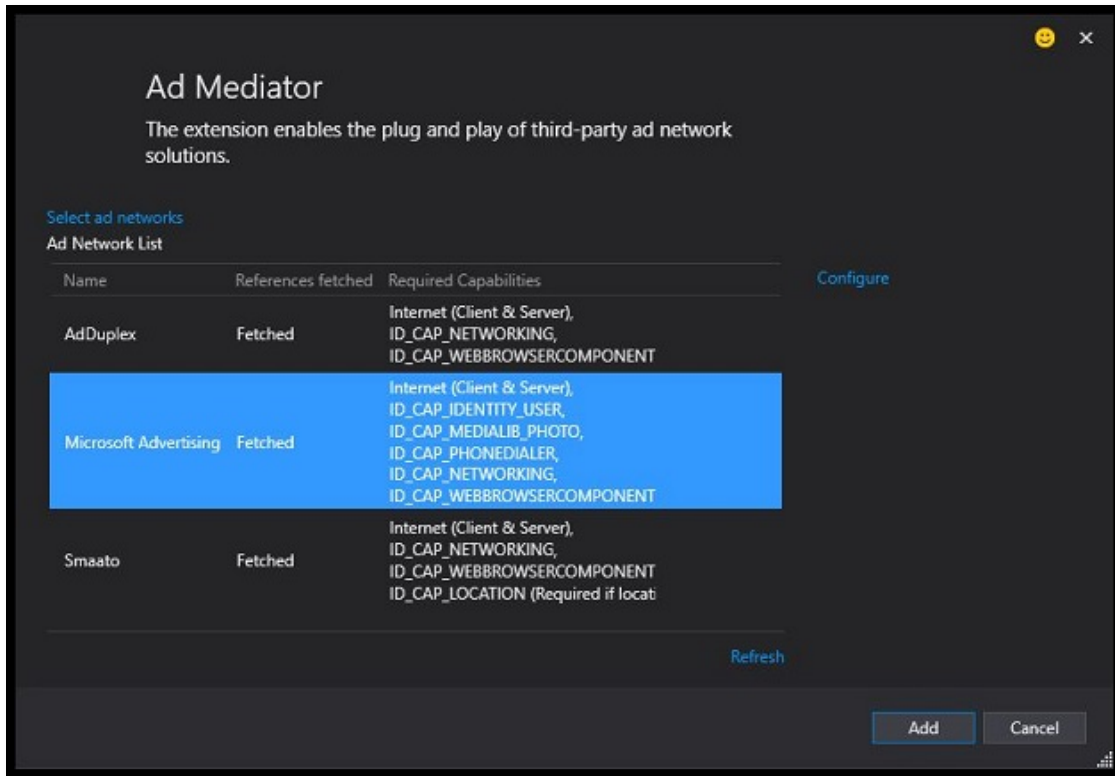 Ad Mediator
The extension enables the plug and play of third-party ad network
solutions.
Select ad networks
Ad Network List
Name References fetched Required Capabilities
Configure
AdDuplex Fetched Internet (Client & Server),
ID_CAP_NETWORKING,
ID_CAP_WEBBROWSERCOMPONENT
Microsoft Advertising Fetched Internet (Client & Server),
ID_CAP_IDENTITY_USER,
ID_CAP_MEDIALIB_PHOTO,
ID_CAP_PHONEDIALER,
ID_CAP_NETWORKING,
ID_CAP_WEBBROWSERCOMPONENT
Smaato Fetched Internet (Client & Server),
ID_CAP_NETWORKING,
ID_CAP_WEBBROWSERCOMPONENT
ID_CAP_LOCATION (Required if locati
Refresh
Add Cancel